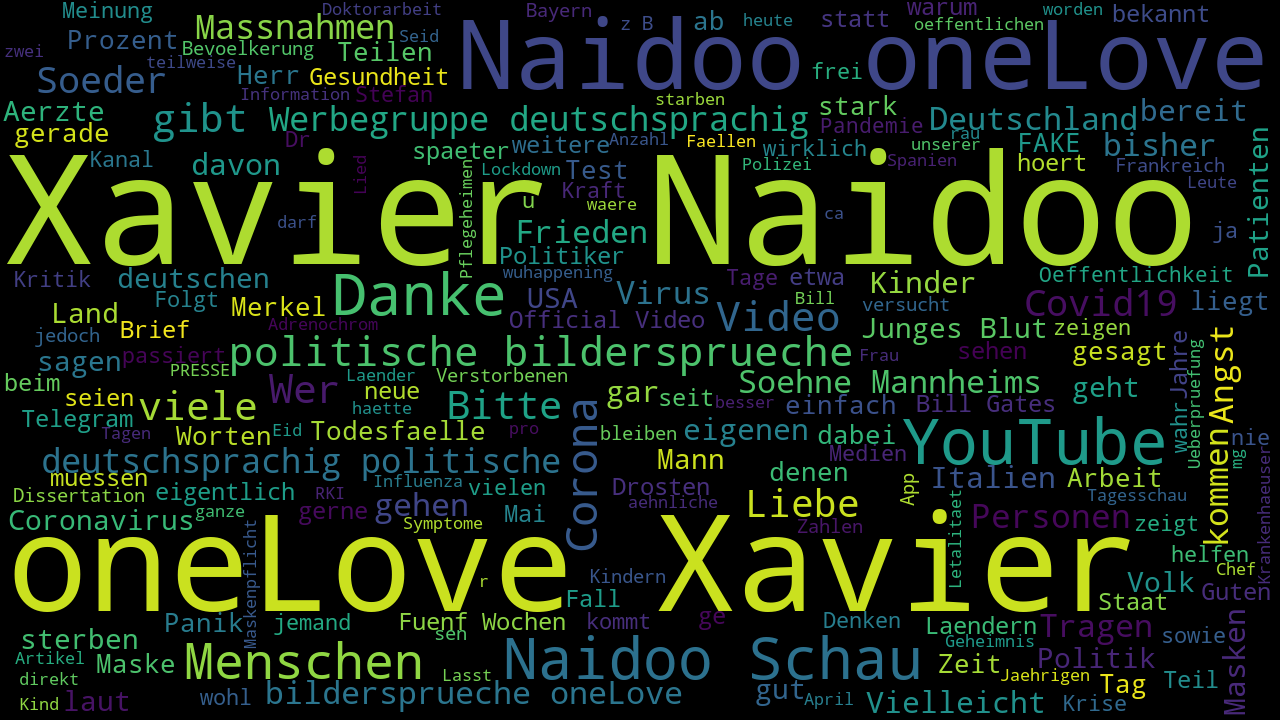 Meinung Doktorarbeit Bayern z B ab heute statt warum oeffentlichen worden bekannt
zwei Prozent Massnahmen Seid Naidoo oneLove
Bevoelkerung Teilen
teilweise
Soeder Herr Gesundheit frei
Information Stefan starben
Aerzte gibt Werbegruppe deutschsprachig stark Deutschland bereit
gerade Dr Pandemie rau
Kanal davon spaeter weitere Anzahl Faellen wirklich unserer FAKE bisher
Lied Lockdown Test Polizei Spanien hoert Frankreich Patienten
Xavier Naidoo
Kraft Leute
darf Pflegeheimen u waere ca ja
Frieden
Politiker
Kritik deutschen wuhappening Tage etwa Kinder Oeffentlichkeit
Folgt Merkel Danke USA Virus Bill versucht Covid19 liegt
Land Brief Official Video Video Junges Blut zeigen
jedoch Adrenochrom
sagen passiert politische bildersprueche Frau sehen gesagt Jahre Angst
PRESSE
beim Wer Laender Verstorbenen Soehne Mannheims geht
seien viele neue gar seit besser einfach Bill Gates wahr Ueberpruefung
Telegram haette Bitte
Tagen Worten Eid Todesfaelle pro Corona bleiben eigenen dabei YouTube nie
Medien
deutschsprachig politische Mann denen mg
muessen Influenza Italien Arbeit kommen Krankenhaeusern
Dissertation eigentlich RKI vielen Drosten App Tagesschau
aehnliche Liebe
Coronavirus ganze gerne gehen Mai Zahlen Letalitaet Personen zeigt
Symptome
oneLove Xavier
Maskenpflicht helfen
r Kindern Chef
Fall Volk Guten
Staat
Panik jemand Fuenf Wochen kommt ge Denken Laendern Tragen sowie
sterben sen Geheimnis Masken
Artikel Maske Menschen Lasst Naidoo Schau Zeit Politik Teil
direkt Jaehrigen Tag
Kind laut wohl bildersprueche oneLove gut April Vielleicht Krise